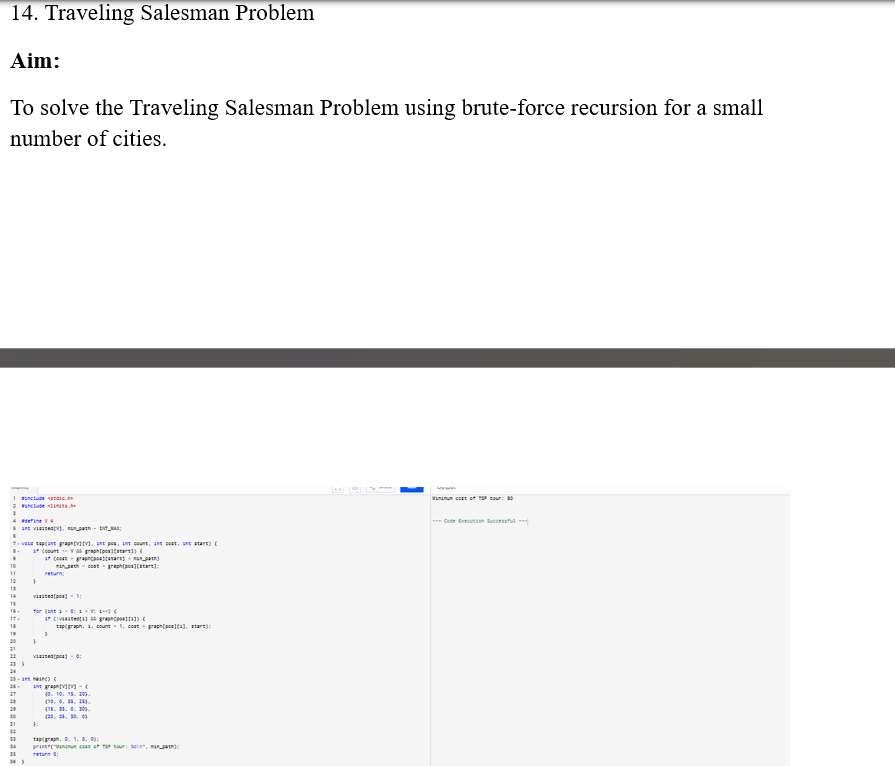 14. Traveling Salesman Problem
Aim:
To solve the Traveling Salesman Problem using brute-force recursion for a small
number of cities.
Minimum cost of TSP tour: 80
1 #include <stdio.h>
2 #include <limits.h>
3
=== Code Execution Successful ===
4 #define V 4
5 int visited[V], min_path = INT_MAX;
6
7 void tsp(int graph[V][V], int pos, int count, int cost, int start) {
8 if (count == V && graph[pos][start]) {
9 if (cost + graph[pos][start] < min_path)
10 min_path = cost + graph[pos][start];
11 return;
12 }
13
14 visited[pos] = 1;
15
16 for (int i = 0; i < V; i++) {
17 if (!visited[i] && graph[pos][i]) {
18 tsp(graph, i, count + 1, cost + graph[pos][i], start);
19 }
20 }
21
22 visited[pos] = 0;
23 }
24
25 int main() {
26 int graph[V][V] = {
27 {0, 10, 15, 20},
28 {10, 0, 35, 25},
29 {15, 35, 0, 30},
30 {20, 25, 30, 0}
31 };
32
33 tsp(graph, 0, 1, 0, 0);
34 printf("Minimum cost of TSP tour: %d\n", min_path);
35 return 0;
36 }